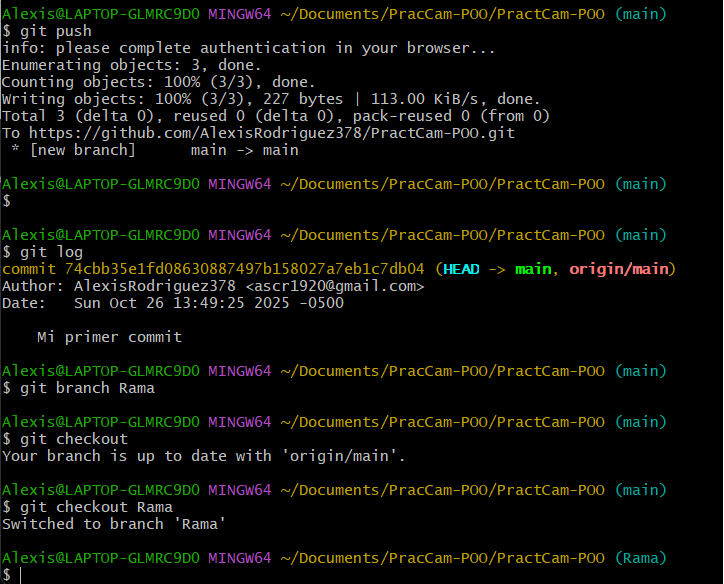 Alexis@LAPTOP-GLMRC9DO MINGW64 ~/Documents/PracCam-POO/PractCam-POO (main)
$ git push
info: please complete authentication in your browser...
Enumerating objects: 3, done.
Counting objects: 100% (3/3), done.
Writing objects: 100% (3/3), 227 bytes | 113.00 KiB/s, done.
Total 3 (delta 0), reused 0 (delta 0), pack-reused 0 (from 0)
To https://github.com/AlexisRodriguez378/PractCam-POO.git
 * [new branch]      main -> main
Alexis@LAPTOP-GLMRC9DO MINGW64 ~/Documents/PracCam-POO/PractCam-POO (main)
$
Alexis@LAPTOP-GLMRC9DO MINGW64 ~/Documents/PracCam-POO/PractCam-POO (main)
$ git log
commit 74cbb35e1fd08630887497b158027a7eb1c7db04 (HEAD -> main, origin/main)
Author: AlexisRodriguez378 <ascr1920@gmail.com>
Date:   Sun Oct 26 13:49:25 2025 -0500
    Mi primer commit
Alexis@LAPTOP-GLMRC9DO MINGW64 ~/Documents/PracCam-POO/PractCam-POO (main)
$ git branch Rama
Alexis@LAPTOP-GLMRC9DO MINGW64 ~/Documents/PracCam-POO/PractCam-POO (main)
$ git checkout
Your branch is up to date with 'origin/main'.
Alexis@LAPTOP-GLMRC9DO MINGW64 ~/Documents/PracCam-POO/PractCam-POO (main)
$ git checkout Rama
Switched to branch 'Rama'
Alexis@LAPTOP-GLMRC9DO MINGW64 ~/Documents/PracCam-POO/PractCam-POO (Rama)
$